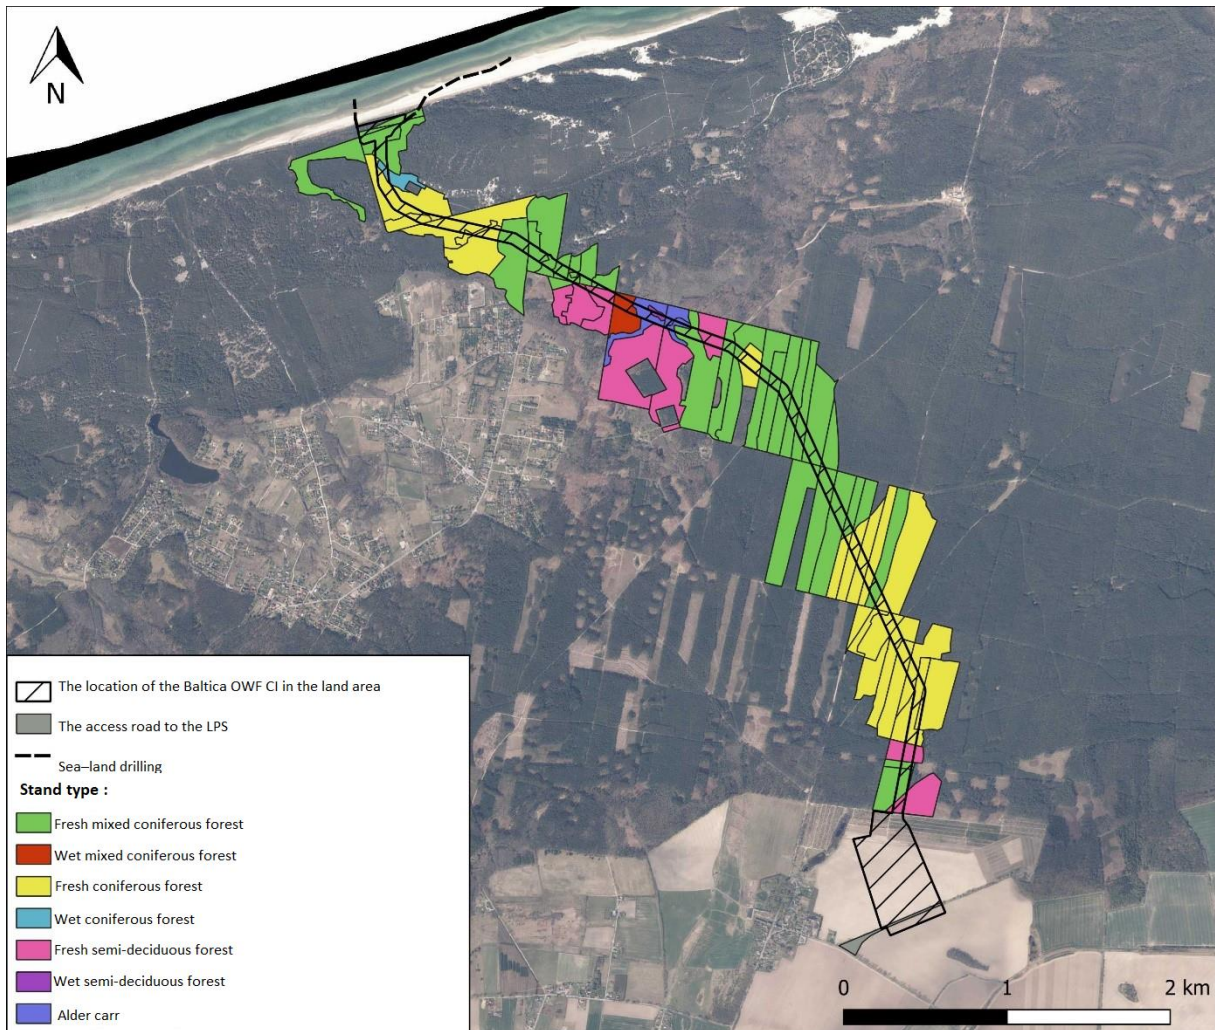 N
The location of the Baltica OWF CI in the land area
The access road to the LPS
Sea–land drilling
Stand type :
Fresh mixed coniferous forest
Wet mixed coniferous forest
Fresh coniferous forest
Wet coniferous forest
Fresh semi-deciduous forest
Wet semi-deciduous forest
Alder carr
0 1 2 km